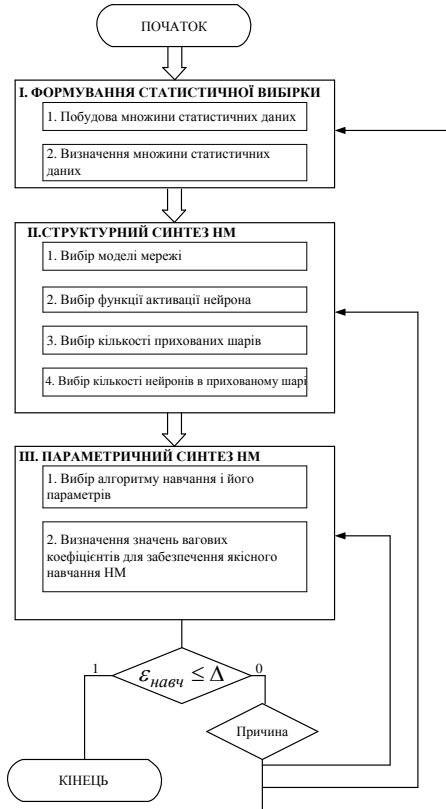 ПОЧАТОК
І. ФОРМУВАННЯ СТАТИСТИЧНОЇ ВИБІРКИ
1. Побудова множини статистичних даних
2. Визначення множини статистичних
даних
ІІ.СТРУКТУРНИЙ СИНТЕЗ НМ
1. Вибір моделі мережі
2. Вибір функції активації нейрона
3. Вибір кількості прихованих шарів
4. Вибір кількості нейронів в прихованому шарі
ІІІ. ПАРАМЕТРИЧНИЙ СИНТЕЗ НМ
1. Вибір алгоритму навчання і його
параметрів
2. Визначення значень вагових
коефіцієнтів для забезпечення якісного
навчання НМ
1
ε навч ≤ Δ
0
Причина
КІНЕЦЬ